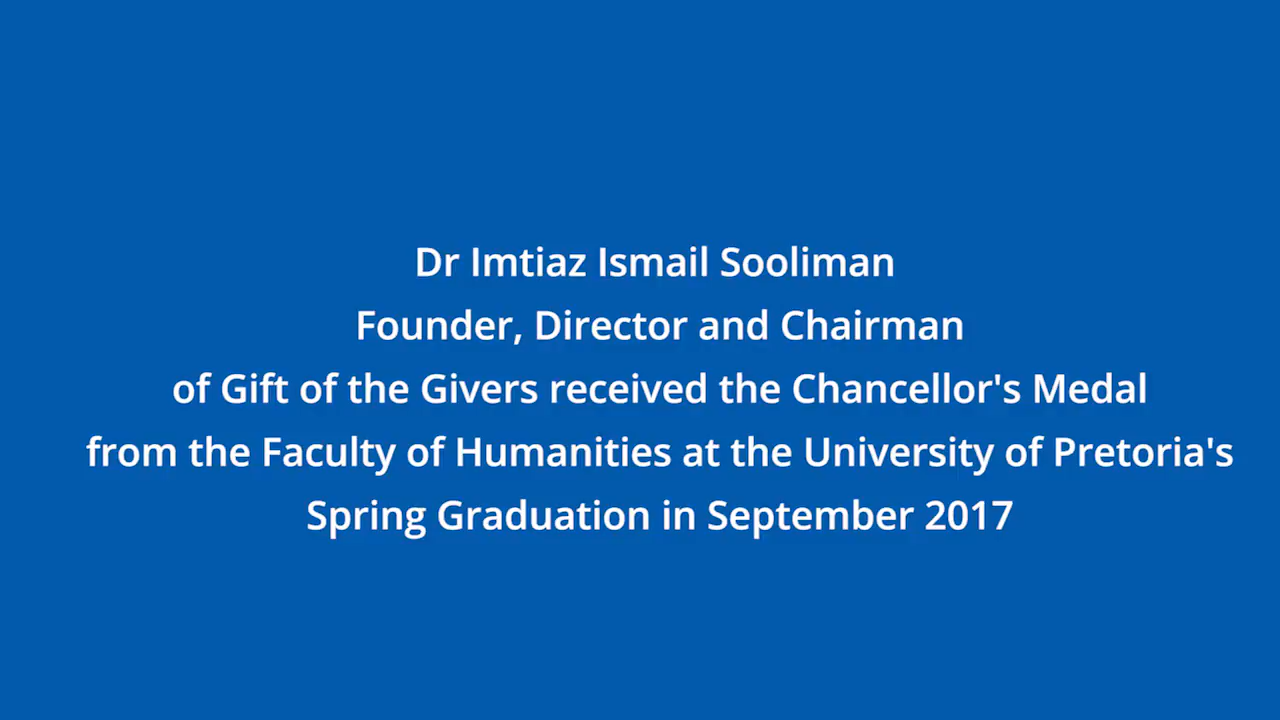 Dr Imtiaz Ismail Sooliman
Founder, Director and Chairman
of Gift of the Givers received the Chancellor's Medal
from the Faculty of Humanities at the University of Pretoria's
Spring Graduation in September 2017